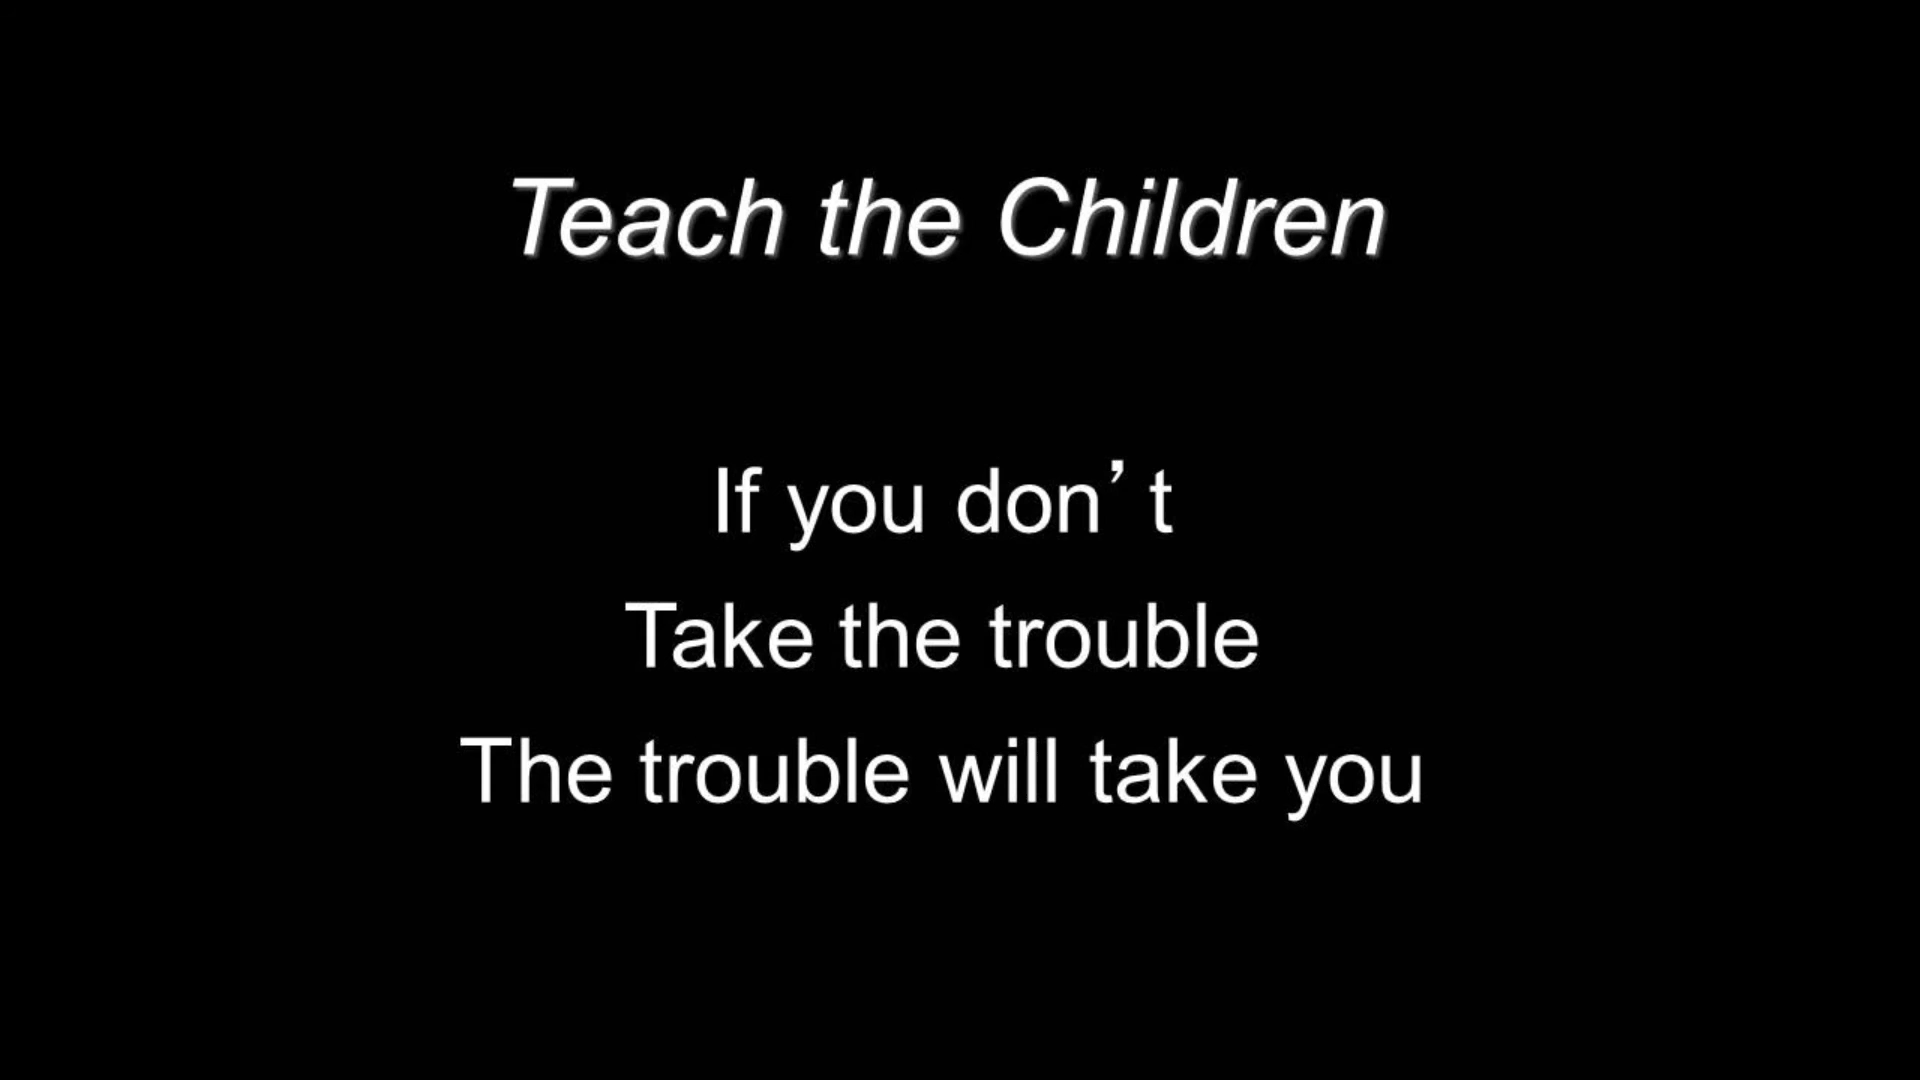 Teach the Children
If you don’t
Take the trouble
The trouble will take you